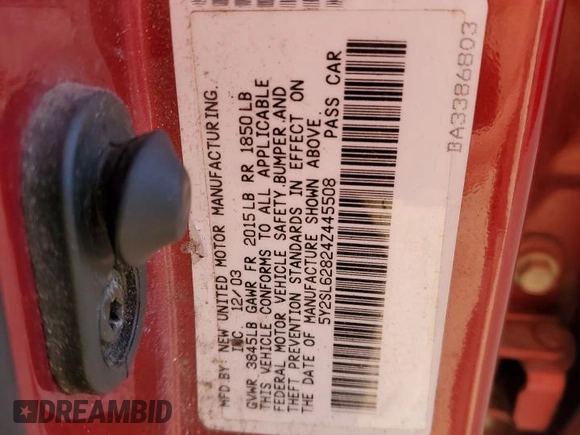 MFD BY: NEW UNITED MOTOR MANUFACTURING,
INC. 12/03
GVWR 3845LB GAWR FR 2015LB RR 1850LB
THIS VEHICLE CONFORMS TO ALL APPLICABLE
FEDERAL MOTOR VEHICLE SAFETY,BUMPER,AND
THEFT PREVENTION STANDARDS IN EFFECT ON
THE DATE OF MANUFACTURE SHOWN ABOVE.
5Y2SL62824Z445508 PASS CAR
BA3386803
DREAMBID